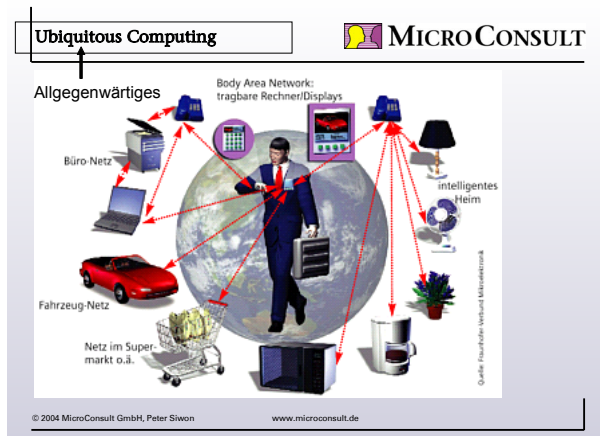 Ubiquitous Computing
MICROCONSULT
Allgegenwärtiges
Body Area Network:
tragbare Rechner/Displays
Büro-Netz
intelligentes
Heim
Fahrzeug-Netz
Netz im Super-
markt o.ä.
Quelle: Fraunhofer-Verbund Mikroelektronik
© 2004 MicroConsult GmbH, Peter Siwon
www.microconsult.de